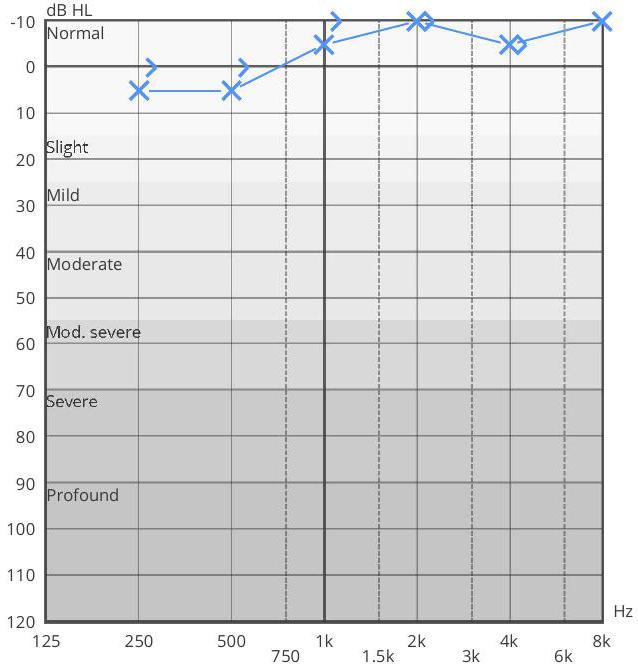 dB HL
-10
Normal
0
10
Slight
20
Mild
30
40
Moderate
50
Mod. severe
60
70
Severe
80
90
Profound
100
110
120
Hz
125 250 500 1k 2k 4k 8k
750 1.5k 3k 6k